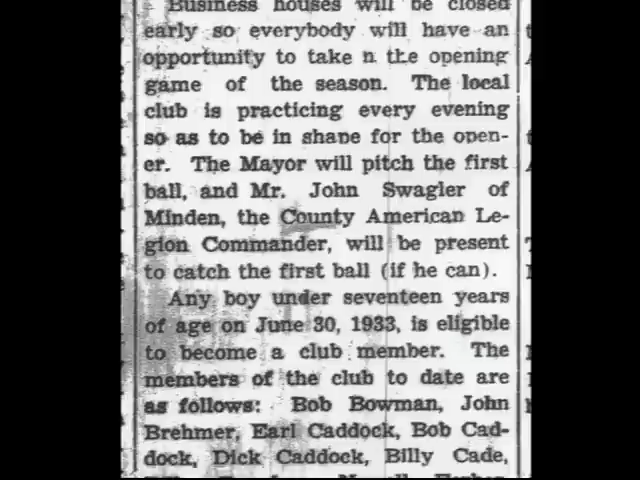 Business houses will be closed
early so everybody will have an
opportunity to take n the opening
game of the season. The local
club is practicing every evening
so as to be in shape for the open-
er. The Mayor will pitch the first
ball, and Mr. John Swagler of
Minden, the County American Le-
gion Commander, will be present
to catch the first ball (if he can).
Any boy under seventeen years
of age on June 30, 1933, is eligible
to become a club member. The
members of the club to date are
as follows: Bob Bowman, John
Brehmer, Earl Caddock, Bob Cad-
dock, Dick Caddock, Billy Cade,